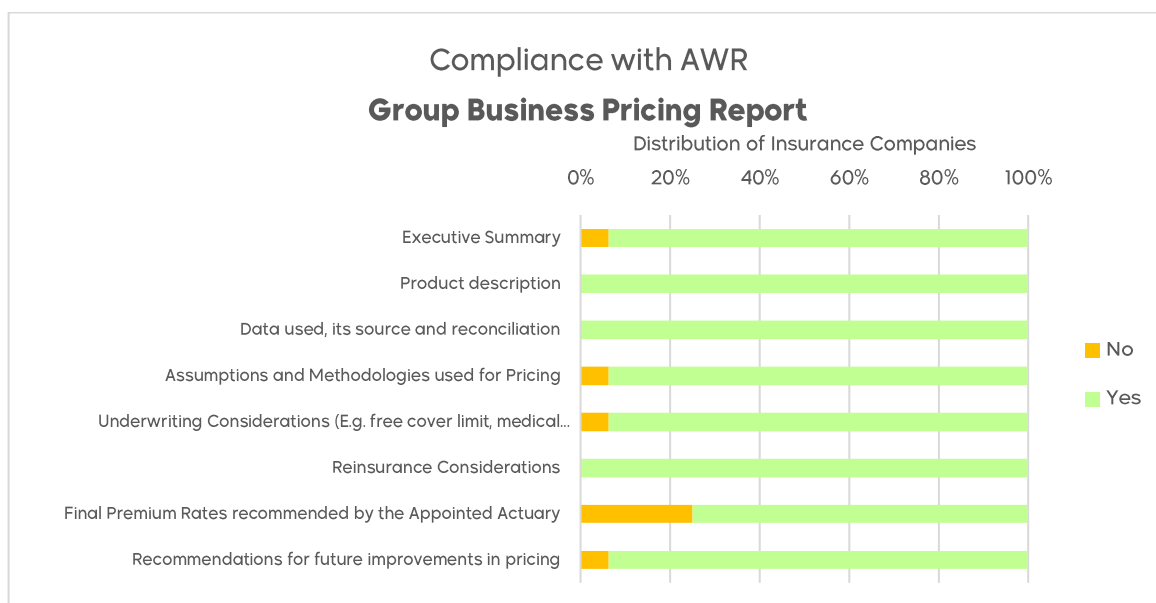 Compliance with AWR
Group Business Pricing Report
Distribution of Insurance Companies
0% 20% 40% 60% 80% 100%
Executive Summary
Product description
Data used, its source and reconciliation
Assumptions and Methodologies used for Pricing
Underwriting Considerations (E.g. free cover limit, medical...
Reinsurance Considerations
Final Premium Rates recommended by the Appointed Actuary
Recommendations for future improvements in pricing
No
Yes